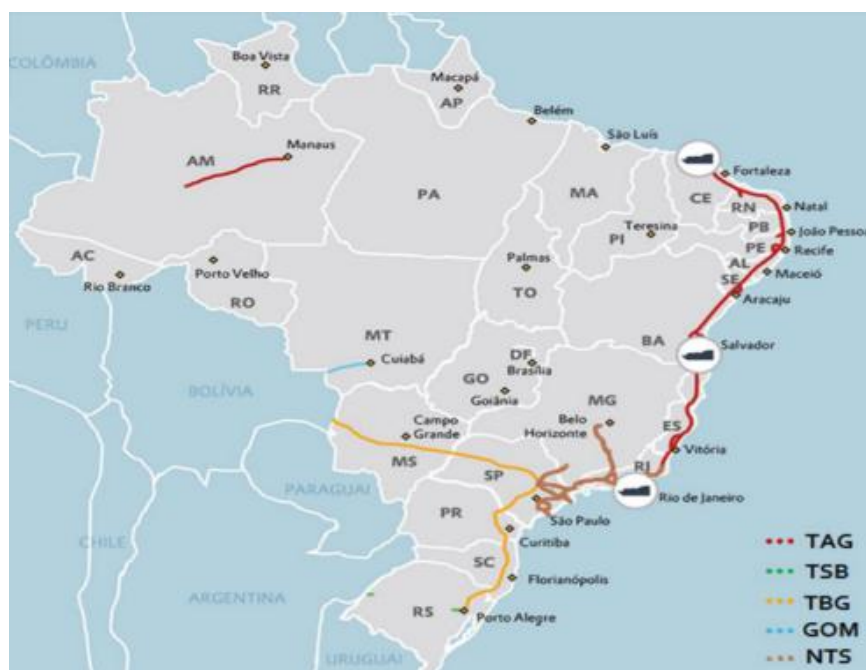 COLÔMBIA
Boa Vista
RR
Macapá
AP
Belém
São Luís
Manaus
AM
Fortaleza
PA
MA
CE
RN
Natal
Teresina
PB
João Pessoa
PI
PE
Recife
AC
Porto Velho
Palmas
AL
Maceió
Rio Branco
TO
SE
Aracaju
RO
PERU
MT
BA
Salvador
Cuiabá
DF
Brasília
GO
BOLÍVIA
Goiânia
MG
Campo
Grande
Belo
Horizonte
ES
Vitória
MS
SP
RJ
Rio de Janeiro
PARAGUAI
PR
São Paulo
CHILE
Curitiba
SC
Florianópolis
ARGENTINA
RS
Porto Alegre
URUGUAI
TAG
TSB
TBG
GOM
NTS